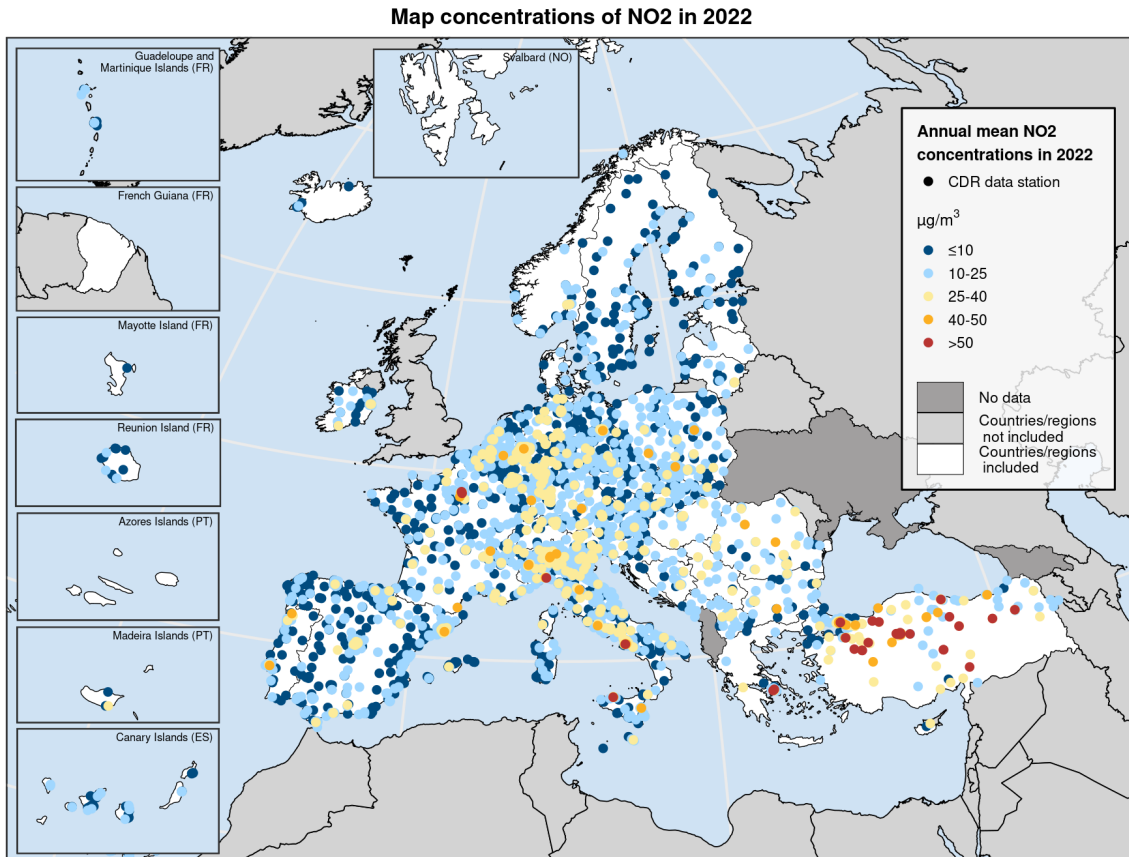 Map concentrations of NO2 in 2022
Guadeloupe and
Martinique Islands (FR)
Svalbard (NO)
French Guiana (FR)
Mayotte Island (FR)
Reunion Island (FR)
Azores Islands (PT)
Madeira Islands (PT)
Canary Islands (ES)
Annual mean NO2
concentrations in 2022
CDR data station
µg/m³
≤10
10-25
25-40
40-50
>50
No data
Countries/regions
not included
Countries/regions
included